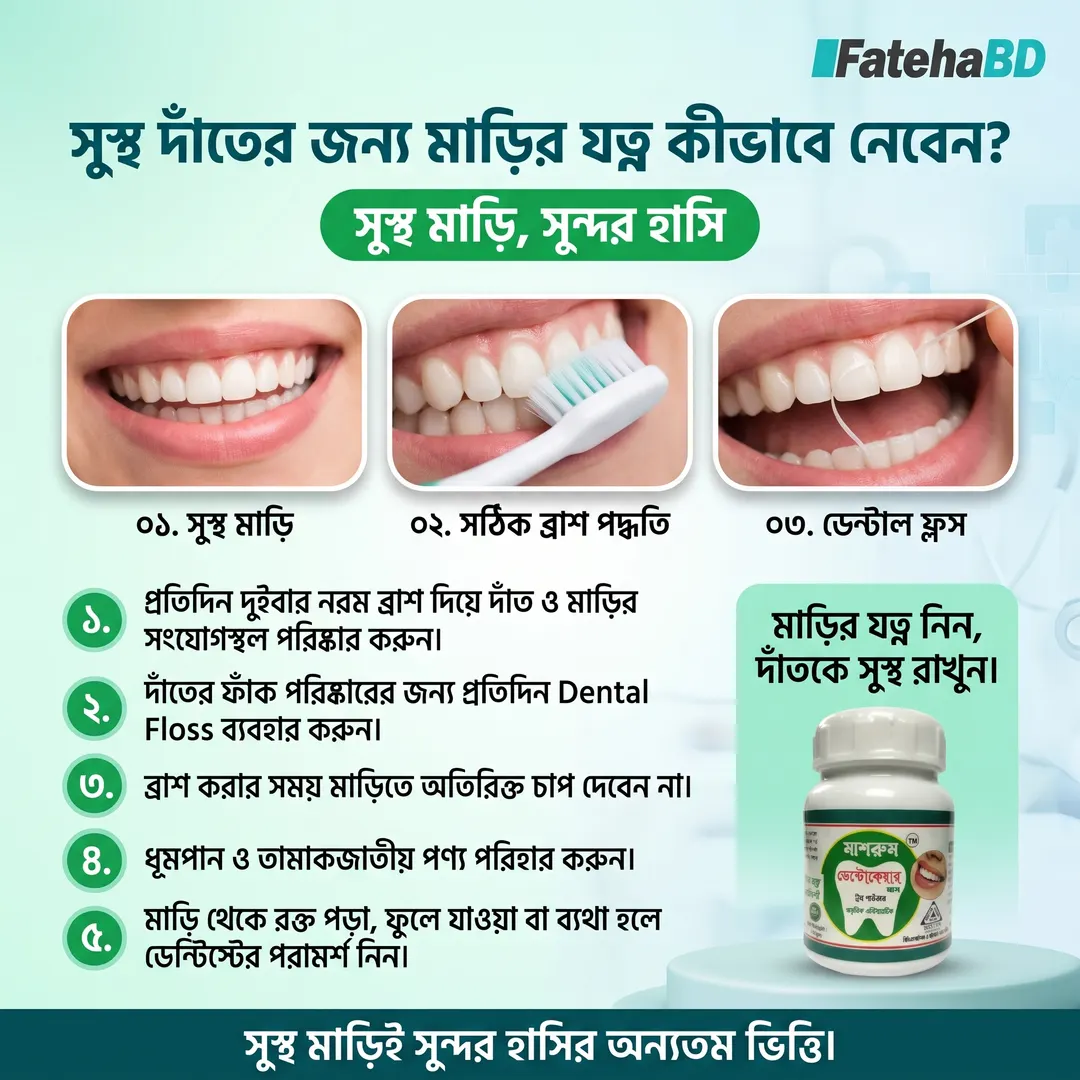 FatehaBD
সুস্থ দাঁতের জন্য মাড়ির যত্ন কীভাবে নেবেন?
সুস্থ মাড়ি, সুন্দর হাসি
০১. সুস্থ মাড়ি
০২. সঠিক ব্রাশ পদ্ধতি
০৩. ডেন্টাল ফ্লস
১. প্রতিদিন দুইবার নরম ব্রাশ দিয়ে দাঁত ও মাড়ির
সংযোগস্থল পরিষ্কার করুন।
২. দাঁতের ফাঁক পরিষ্কারের জন্য প্রতিদিন Dental
Floss ব্যবহার করুন।
৩. ব্রাশ করার সময় মাড়িতে অতিরিক্ত চাপ দেবেন না।
৪. ধূমপান ও তামাকজাতীয় পণ্য পরিহার করুন।
৫. মাড়ি থেকে রক্ত পড়া, ফুলে যাওয়া বা ব্যথা হলে
ডেন্টিস্টের পরামর্শ নিন।
মাড়ির যত্ন নিন,
দাঁতকে সুস্থ রাখুন।
মাশরুম
TM
ডেন্টোকেয়ার
প্লাস
টুথ পাউডার
সুস্থ মাড়িই সুন্দর হাসির অন্যতম ভিত্তি।